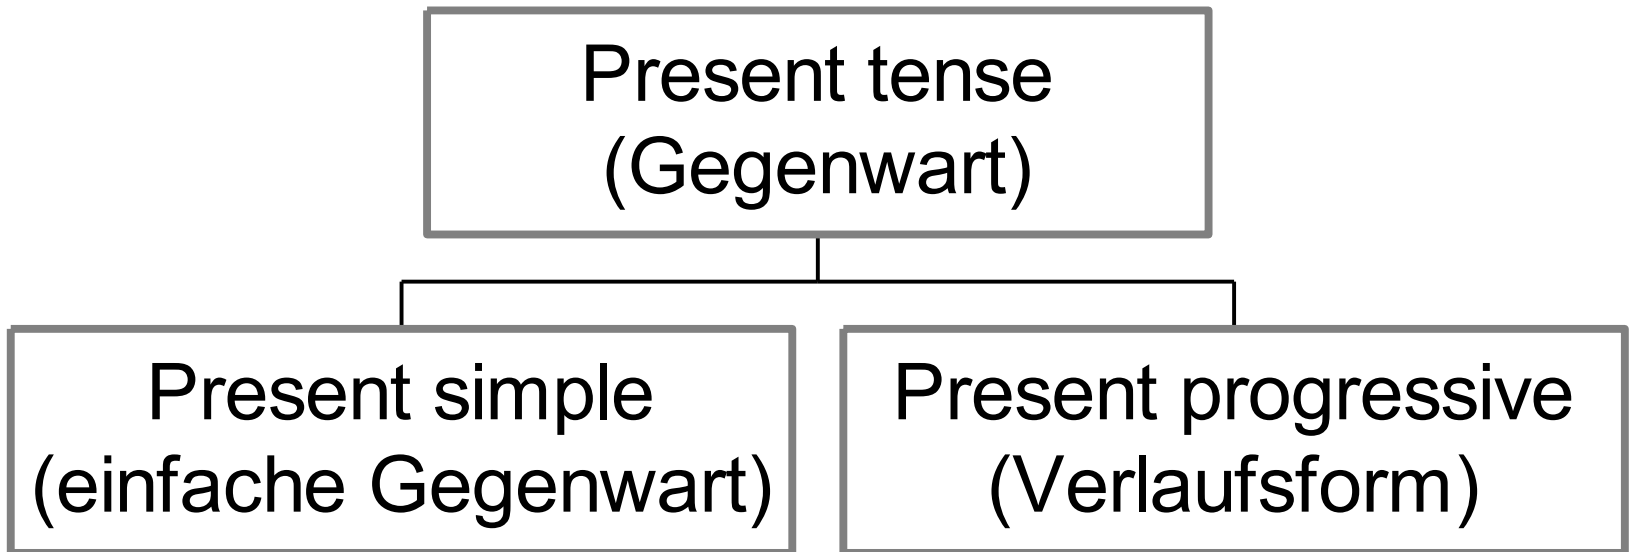 Present tense
(Gegenwart)
Present simple
(einfache Gegenwart)
Present progressive
(Verlaufsform)